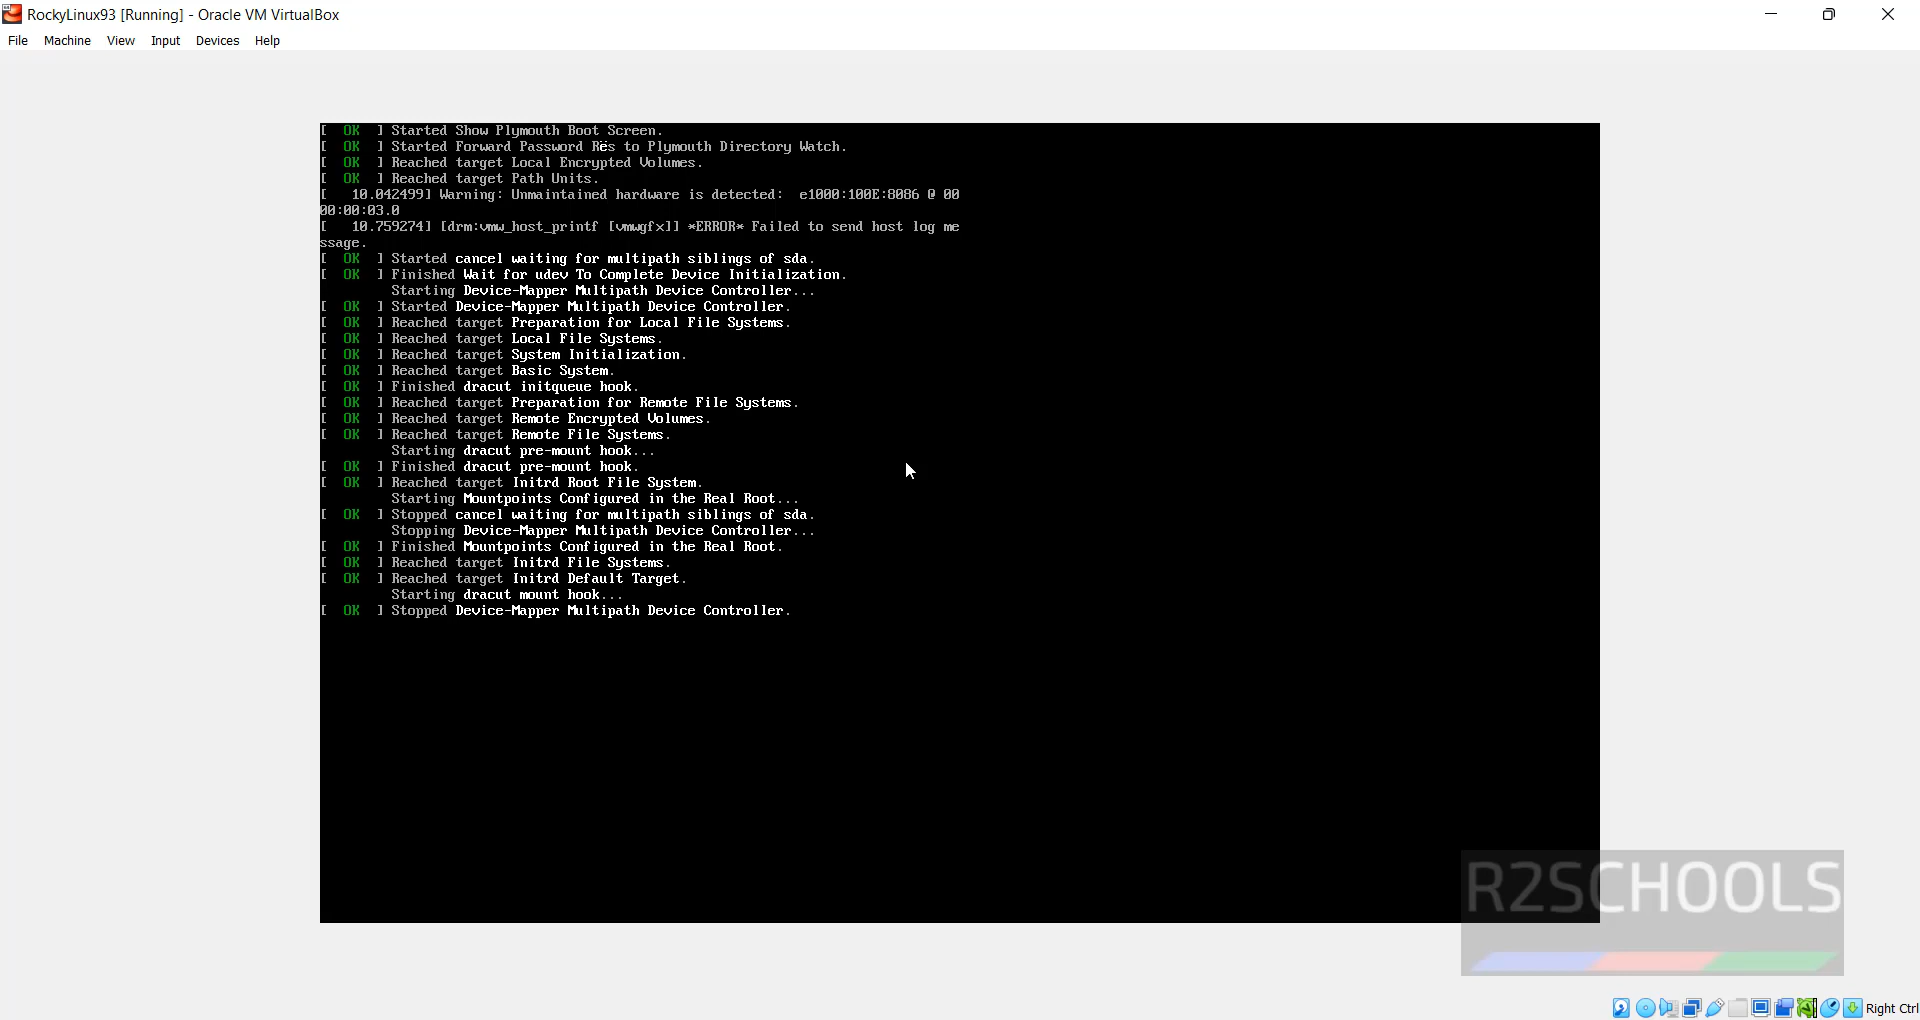 RockyLinux93 [Running] - Oracle VM VirtualBox
File Machine View Input Devices Help
[  OK  ] Started Show Plymouth Boot Screen.
[  OK  ] Started Forward Password Rës to Plymouth Directory Watch.
[  OK  ] Reached target Local Encrypted Volumes.
[  OK  ] Reached target Path Units.
[   10.042499] Warning: Unmaintained hardware is detected:  e1000:100E:8086 @ 00
00:00:03.0
[   10.759274] [drm:vmw_host_printf [vmwgfx]] *ERROR* Failed to send host log me
ssage.
[  OK  ] Started cancel waiting for multipath siblings of sda.
[  OK  ] Finished Wait for udev To Complete Device Initialization.
Starting Device-Mapper Multipath Device Controller...
[  OK  ] Started Device-Mapper Multipath Device Controller.
[  OK  ] Reached target Preparation for Local File Systems.
[  OK  ] Reached target Local File Systems.
[  OK  ] Reached target System Initialization.
[  OK  ] Reached target Basic System.
[  OK  ] Finished dracut initqueue hook.
[  OK  ] Reached target Preparation for Remote File Systems.
[  OK  ] Reached target Remote Encrypted Volumes.
[  OK  ] Reached target Remote File Systems.
Starting dracut pre-mount hook...
[  OK  ] Finished dracut pre-mount hook.
[  OK  ] Reached target Initrd Root File System.
Starting Mountpoints Configured in the Real Root...
[  OK  ] Stopped cancel waiting for multipath siblings of sda.
Stopping Device-Mapper Multipath Device Controller...
[  OK  ] Finished Mountpoints Configured in the Real Root.
[  OK  ] Reached target Initrd File Systems.
[  OK  ] Reached target Initrd Default Target.
Starting dracut mount hook...
[  OK  ] Stopped Device-Mapper Multipath Device Controller.
R2SCHOOLS
Right Ctrl